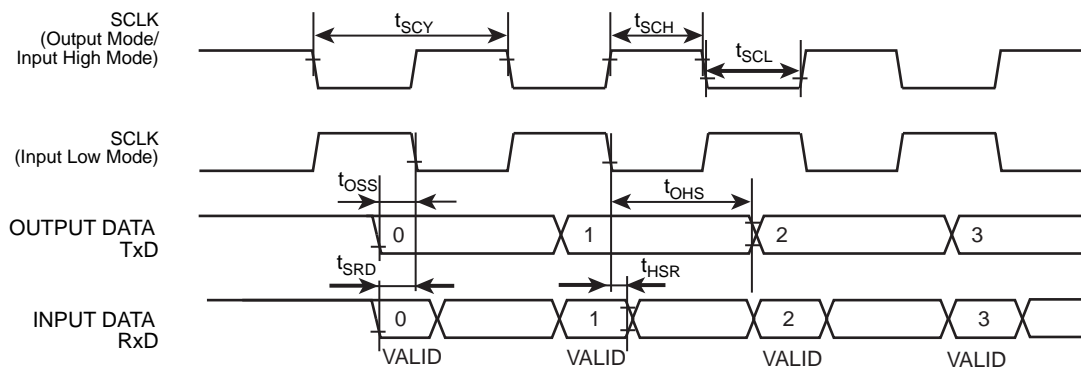 SCLK
(Output Mode/
Input High Mode)
tSCY
tSCH
tSCL
SCLK
(Input Low Mode)
tOSS
tOHS
OUTPUT DATA
TxD
0
1
2
3
tSRD
tHSR
INPUT DATA
RxD
0
1
2
3
VALID
VALID
VALID
VALID